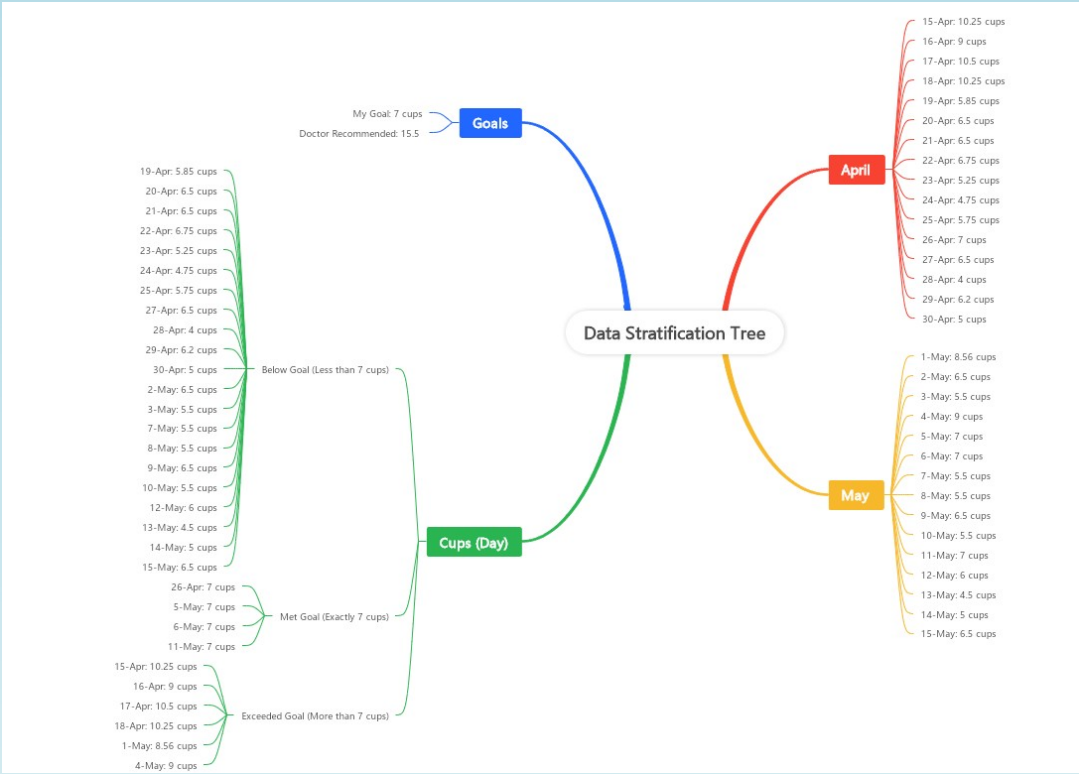 Data Stratification Tree
Goals
My Goal: 7 cups
Doctor Recommended: 15.5
April
15-Apr: 10.25 cups
16-Apr: 9 cups
17-Apr: 10.5 cups
18-Apr: 10.25 cups
19-Apr: 5.85 cups
20-Apr: 6.5 cups
21-Apr: 6.5 cups
22-Apr: 6.75 cups
23-Apr: 5.25 cups
24-Apr: 4.75 cups
25-Apr: 5.75 cups
26-Apr: 7 cups
27-Apr: 6.5 cups
28-Apr: 4 cups
29-Apr: 6.2 cups
30-Apr: 5 cups
May
1-May: 8.56 cups
2-May: 6.5 cups
3-May: 5.5 cups
4-May: 9 cups
5-May: 7 cups
6-May: 7 cups
7-May: 5.5 cups
8-May: 5.5 cups
9-May: 6.5 cups
10-May: 5.5 cups
11-May: 7 cups
12-May: 6 cups
13-May: 4.5 cups
14-May: 5 cups
15-May: 6.5 cups
Cups (Day)
Below Goal (Less than 7 cups)
19-Apr: 5.85 cups
20-Apr: 6.5 cups
21-Apr: 6.5 cups
22-Apr: 6.75 cups
23-Apr: 5.25 cups
24-Apr: 4.75 cups
25-Apr: 5.75 cups
27-Apr: 6.5 cups
28-Apr: 4 cups
29-Apr: 6.2 cups
30-Apr: 5 cups
2-May: 6.5 cups
3-May: 5.5 cups
7-May: 5.5 cups
8-May: 5.5 cups
9-May: 6.5 cups
10-May: 5.5 cups
12-May: 6 cups
13-May: 4.5 cups
14-May: 5 cups
15-May: 6.5 cups
Met Goal (Exactly 7 cups)
26-Apr: 7 cups
5-May: 7 cups
6-May: 7 cups
11-May: 7 cups
Exceeded Goal (More than 7 cups)
15-Apr: 10.25 cups
16-Apr: 9 cups
17-Apr: 10.5 cups
18-Apr: 10.25 cups
1-May: 8.56 cups
4-May: 9 cups